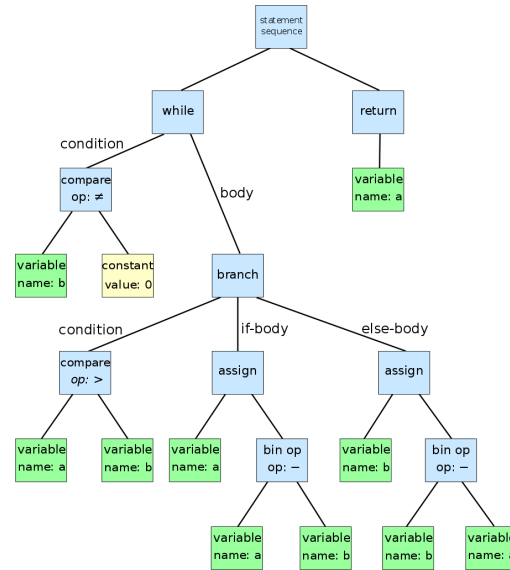 statement
sequence
while
return
condition
body
compare
op: ≠
variable
name: a
variable
name: b
constant
value: 0
branch
condition
if-body
else-body
compare
op: >
assign
assign
variable
name: a
variable
name: b
variable
name: a
bin op
op: −
variable
name: b
bin op
op: −
variable
name: a
variable
name: b
variable
name: b
variable
name: a